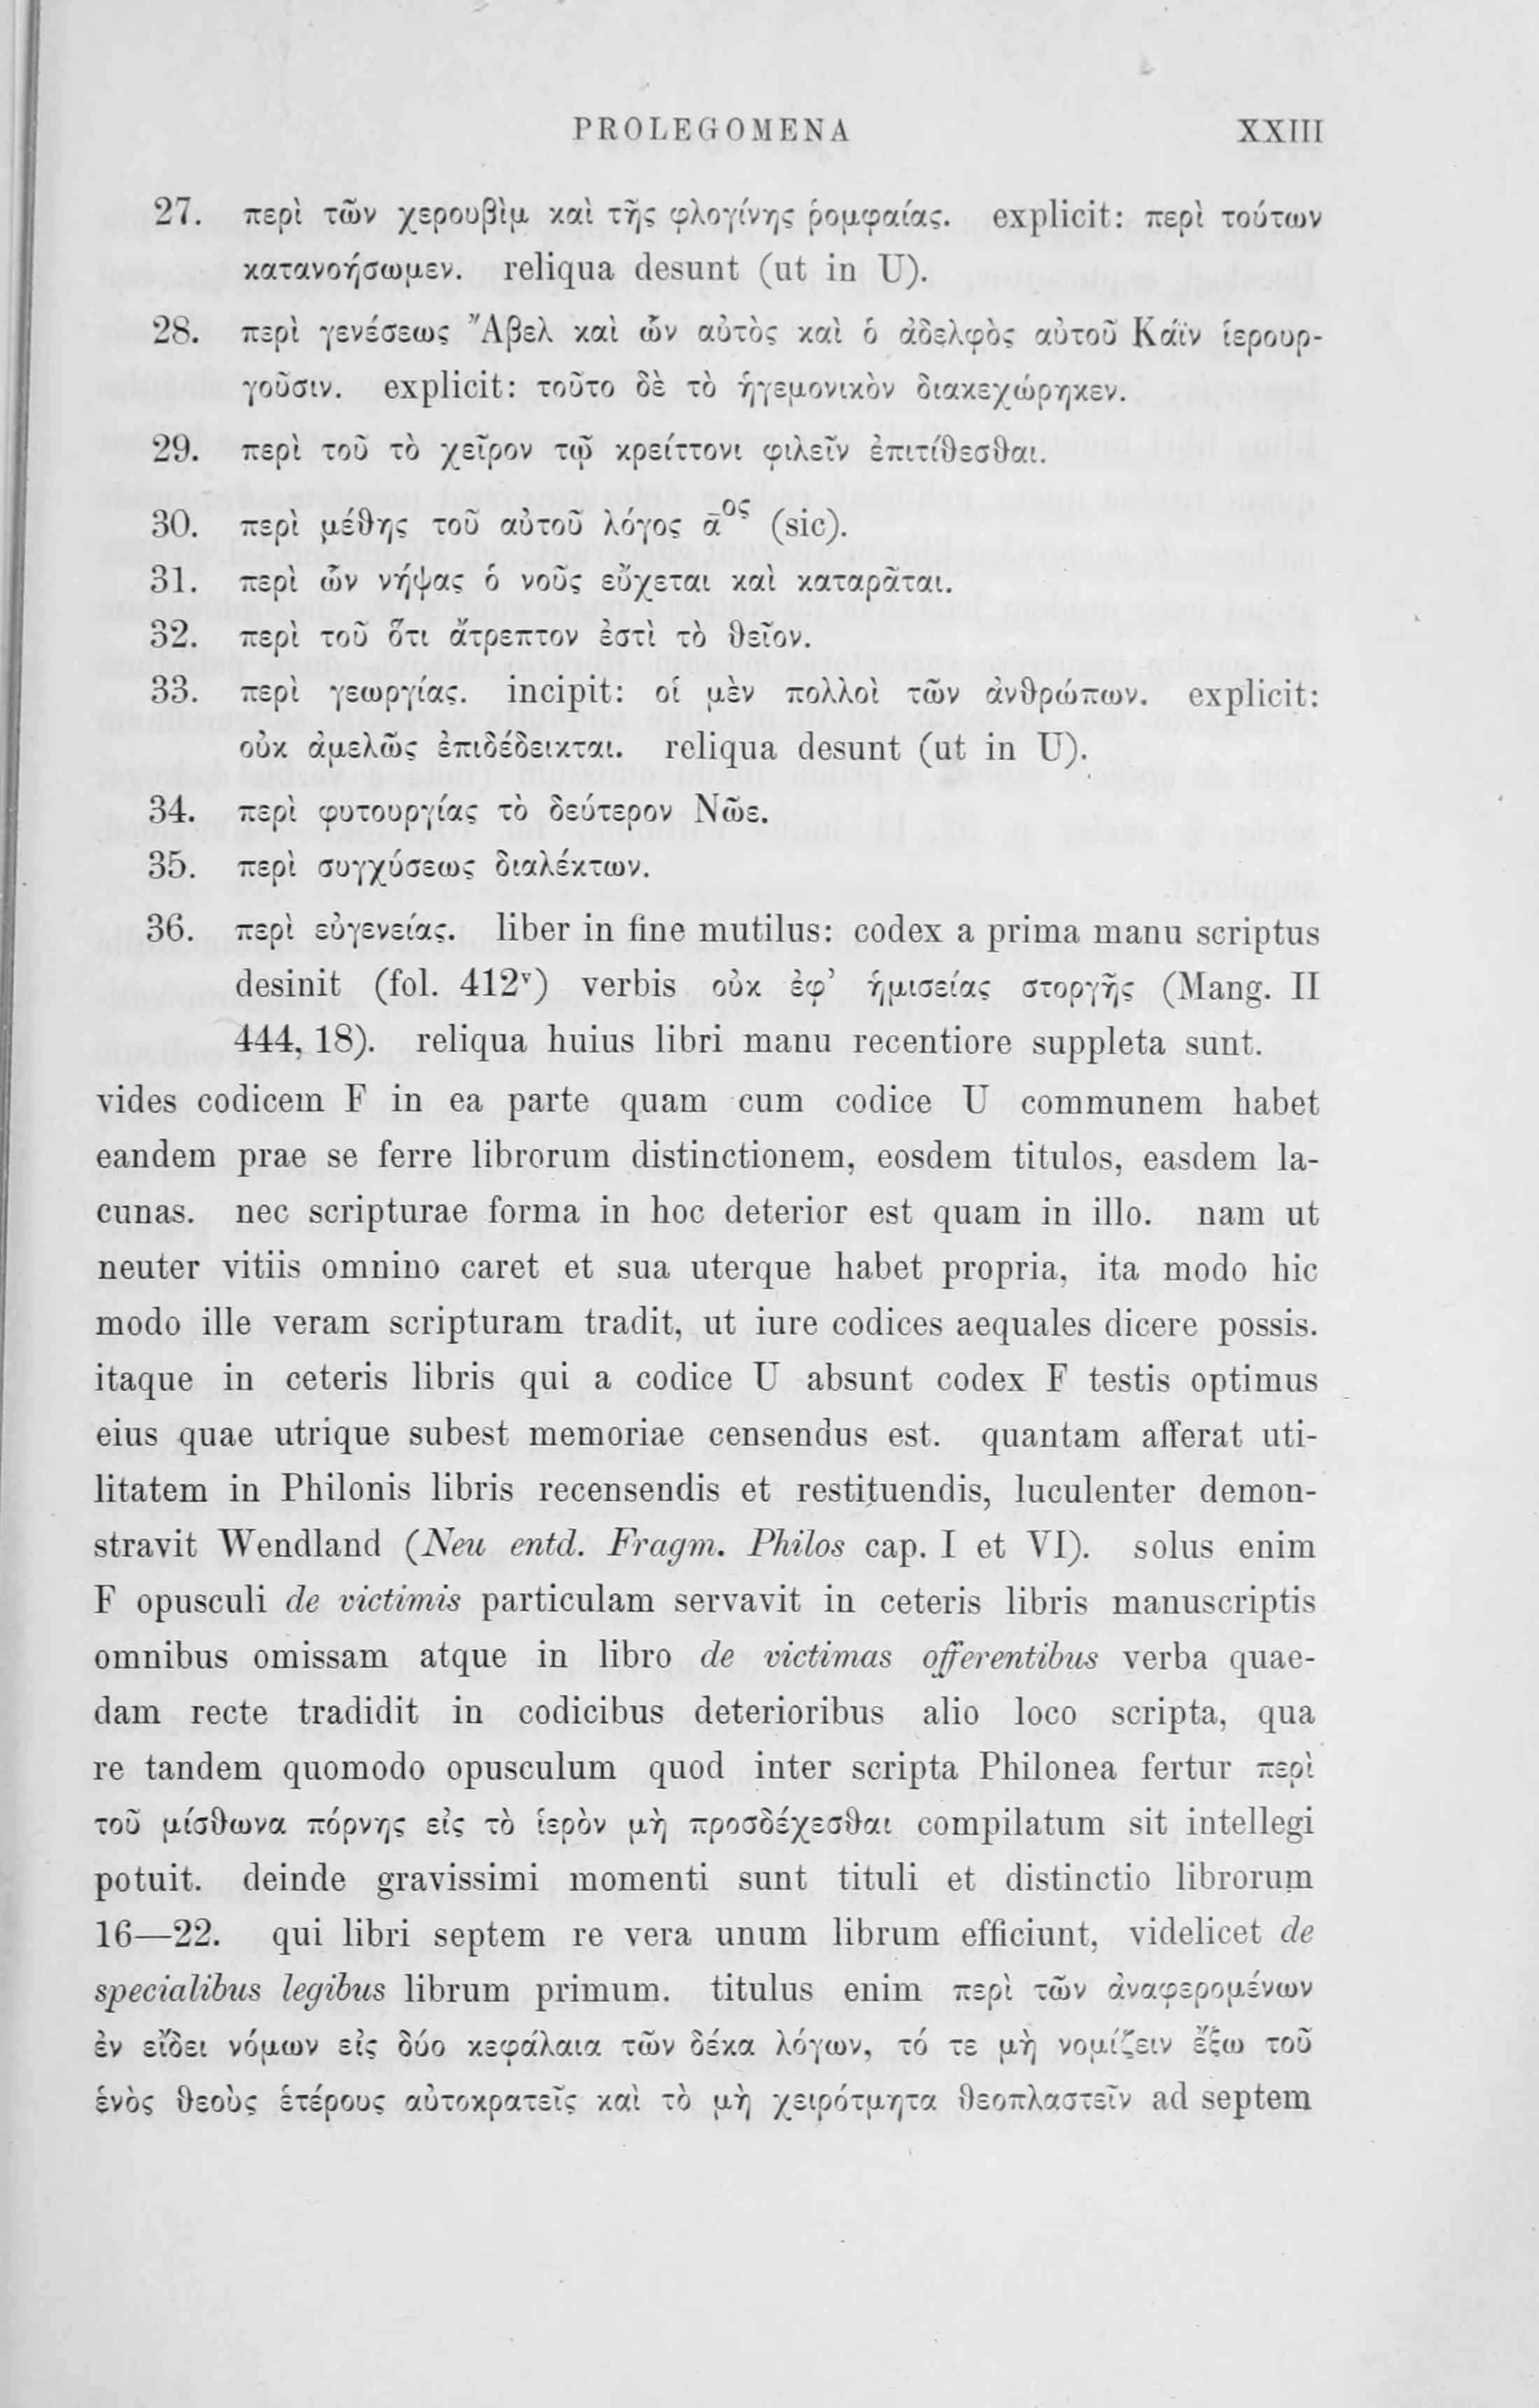 PROLEGOMENA XXIII
27. περὶ τῶν χερουβὶμ καὶ τῆς φλογίνης ῥομφαίας. explicit: περὶ τούτων
κατανοήσωμεν. reliqua desunt (ut in U).
28. περὶ γενέσεως Ἄβελ καὶ ὧν αὐτὸς καὶ ὁ ἀδελφὸς αὐτοῦ Κάϊν ἱερουρ-
γοῦσιν. explicit: τοῦτο δὲ τὸ ἡγεμονικὸν διακεχώρηκεν.
29. περὶ τοῦ τὸ χεῖρον τῷ κρείττονι φιλεῖν ἐπιτίθεσθαι.
30. περὶ μέθης τοῦ αὐτοῦ λόγος ᾱος (sic).
31. περὶ ὧν νήψας ὁ νοῦς εὔχεται καὶ καταρᾶται.
32. περὶ τοῦ ὅτι ἄτρεπτον ἐστὶ τὸ θεῖον.
33. περὶ γεωργίας. incipit: οἱ μὲν πολλοὶ τῶν ἀνθρώπων. explicit:
οὐκ ἀμελῶς ἐπιδέδεικται. reliqua desunt (ut in U).
34. περὶ φυτουργίας τὸ δεύτερον Νῶε.
35. περὶ συγχύσεως διαλέκτων.
36. περὶ εὐγενείας. liber in fine mutilus: codex a prima manu scriptus
desinit (fol. 412ᵛ) verbis οὐκ ἐφ’ ἡμισείας στοργῆς (Mang. II
444, 18). reliqua huius libri manu recentiore suppleta sunt.
vides codicem F in ea parte quam cum codice U communem habet
eandem prae se ferre librorum distinctionem, eosdem titulos, easdem la-
cunas. nec scripturae forma in hoc deterior est quam in illo. nam ut
neuter vitiis omnino caret et sua uterque habet propria, ita modo hic
modo ille veram scripturam tradit, ut iure codices aequales dicere possis.
itaque in ceteris libris qui a codice U absunt codex F testis optimus
eius quae utrique subest memoriae censendus est. quantam afferat uti-
litatem in Philonis libris recensendis et restituendis, luculenter demon-
stravit Wendland (Neu entd. Fragm. Philos cap. I et VI). solus enim
F opusculi de victimis particulam servavit in ceteris libris manuscriptis
omnibus omissam atque in libro de victimas offerentibus verba quae-
dam recte tradidit in codicibus deterioribus alio loco scripta, qua
re tandem quomodo opusculum quod inter scripta Philonea fertur περὶ
τοῦ μίσθωνα πόρνης εἰς τὸ ἱερὸν μὴ προσδέχεσθαι compilatum sit intellegi
potuit. deinde gravissimi momenti sunt tituli et distinctio librorum
16—22. qui libri septem re vera unum librum efficiunt, videlicet de
specialibus legibus librum primum. titulus enim περὶ τῶν ἀναφερομένων
ἐν εἴδει νόμων εἰς δύο κεφάλαια τῶν δέκα λόγων, τό τε μὴ νομίζειν ἔξω τοῦ
ἑνὸς θεοὺς ἑτέρους αὐτοκρατεῖς καὶ τὸ μὴ χειρότμητα θεοπλαστεῖν ad septem